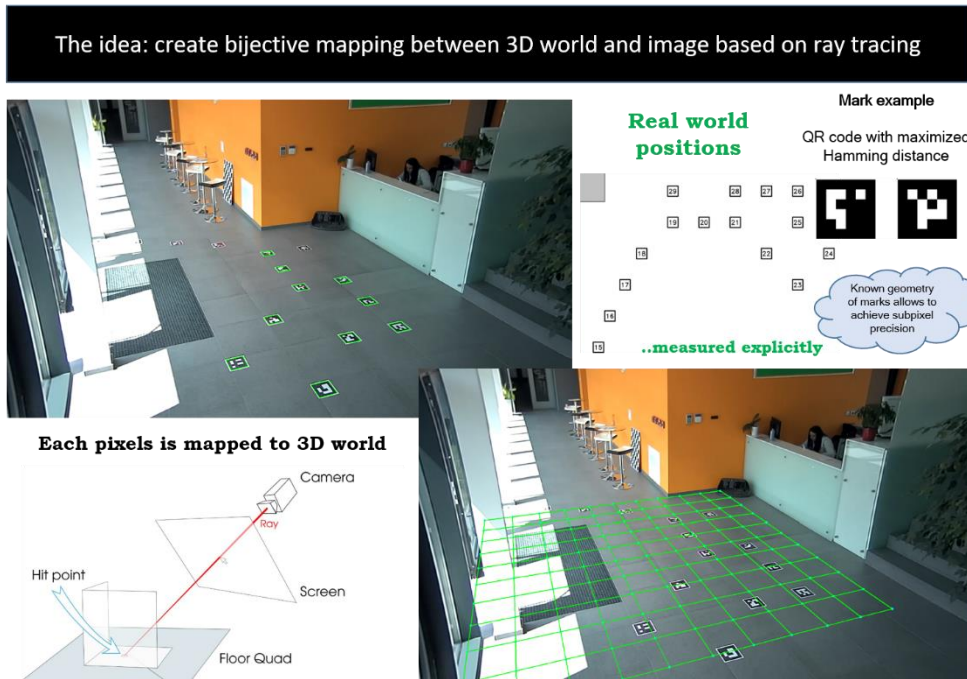 The idea: create bijective mapping between 3D world and image based on ray tracing
Real world
positions
Mark example
QR code with maximized
Hamming distance
29
28
27
26
19
20
21
25
18
22
24
17
23
16
15
Known geometry
of marks allows to
achieve subpixel
precision
..measured explicitly
Each pixels is mapped to 3D world
Camera
Ray
Hit point
Screen
Floor Quad